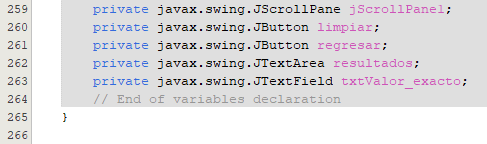 259 private javax.swing.JScrollPane jScrollPane1;
260 private javax.swing.JButton limpiar;
261 private javax.swing.JButton regresar;
262 private javax.swing.JTextArea resultados;
263 private javax.swing.JTextField txtValor_exacto;
264 // End of variables declaration
265 }
266